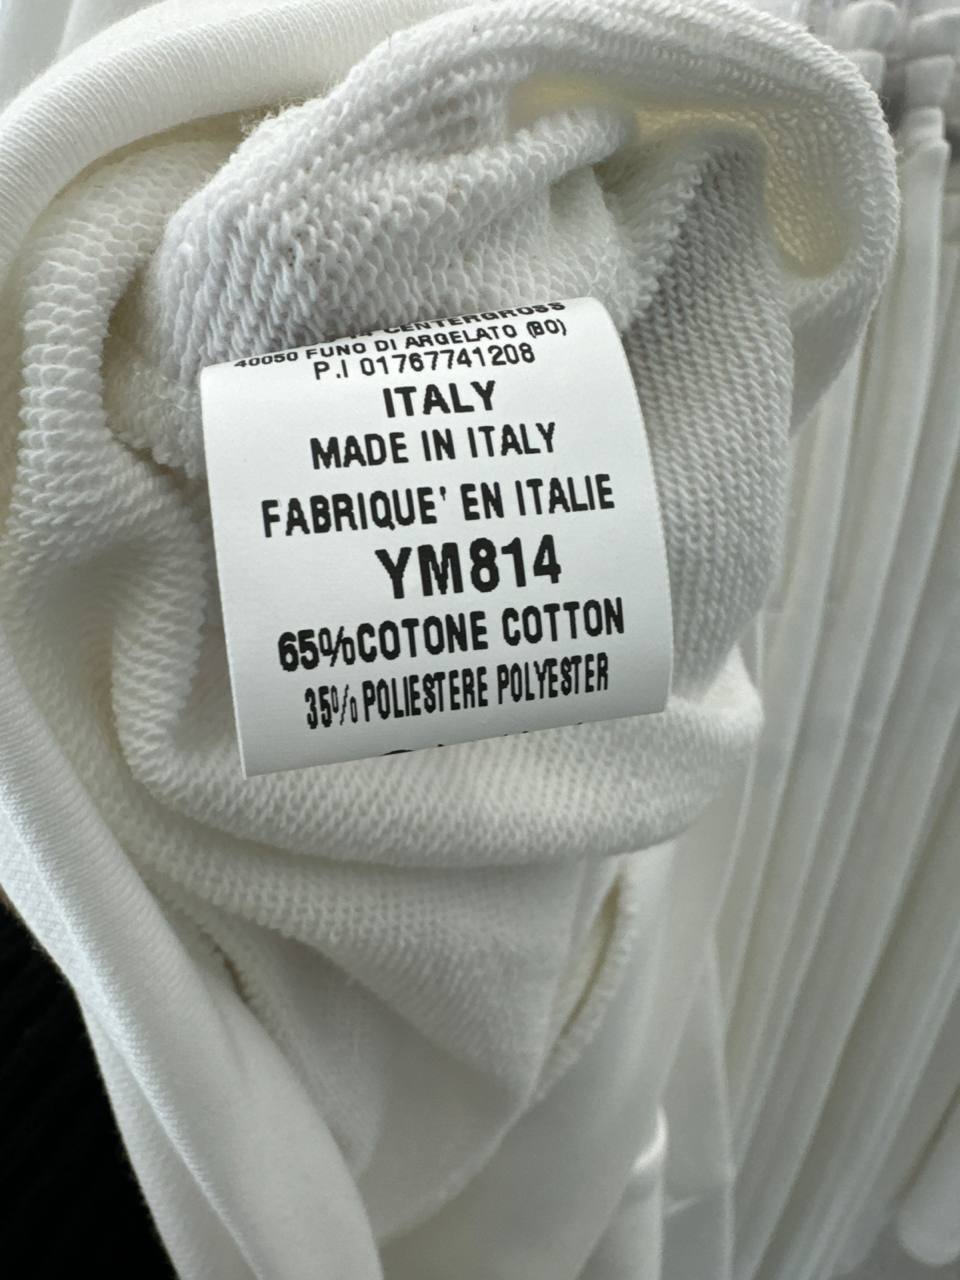 CENTERGROSS
40050 FUNO DI ARGELATO (BO)
P.I 01767741208
ITALY
MADE IN ITALY
FABRIQUE' EN ITALIE
YM814
65%COTONE COTTON
35%POLIESTERE POLYESTER